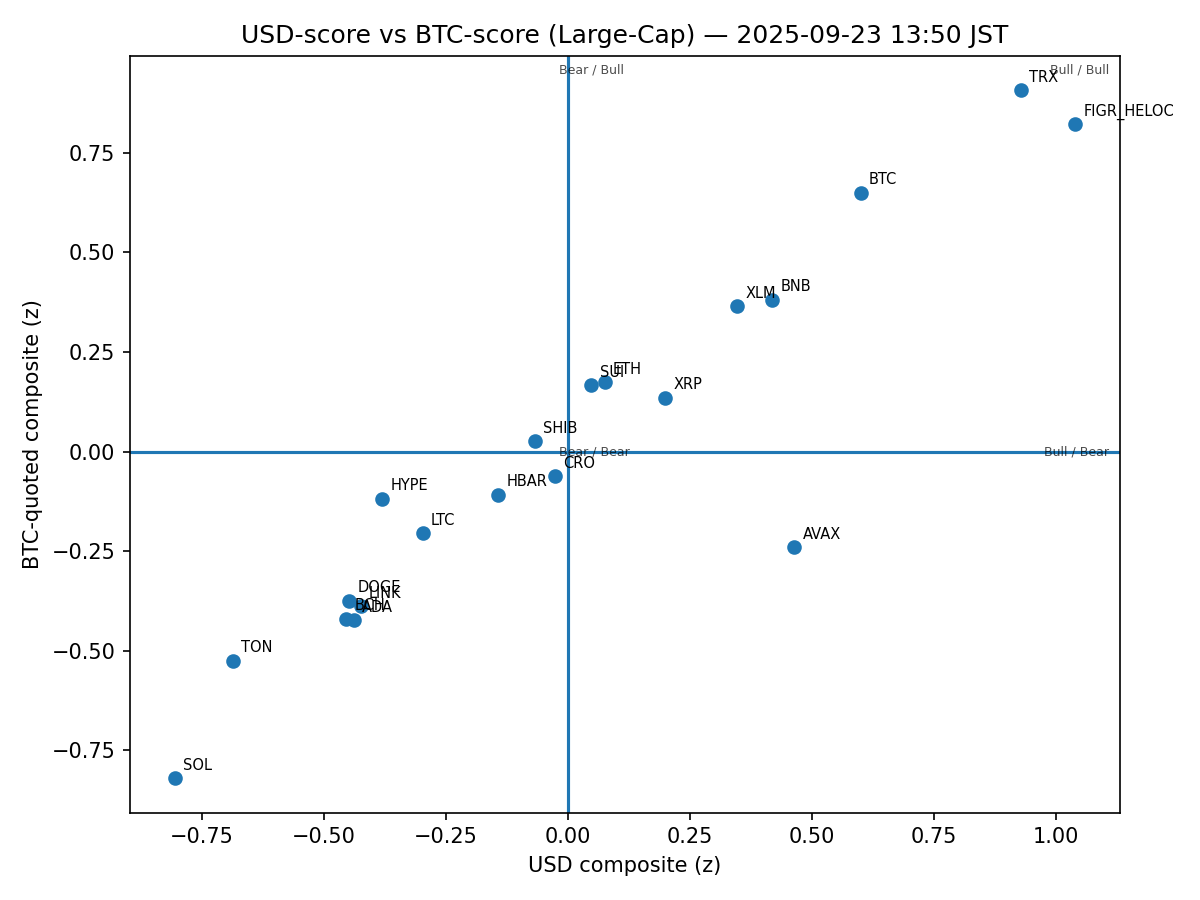 USD-score vs BTC-score (Large-Cap) — 2025-09-23 13:50 JST
Bear / Bull
Bull / Bull
TRX
FIGR_HELOC
BTC
BNB
XLM
ETH
SUI
XRP
SHIB
Bear / Bear
Bull / Bear
CRO
HBAR
HYPE
LTC
AVAX
DOGE
LINK
BCH
ADA
TON
SOL
0.75
0.50
0.25
0.00
−0.25
−0.50
−0.75
BTC-quoted composite (z)
−0.75
−0.50
−0.25
0.00
0.25
0.50
0.75
1.00
USD composite (z)